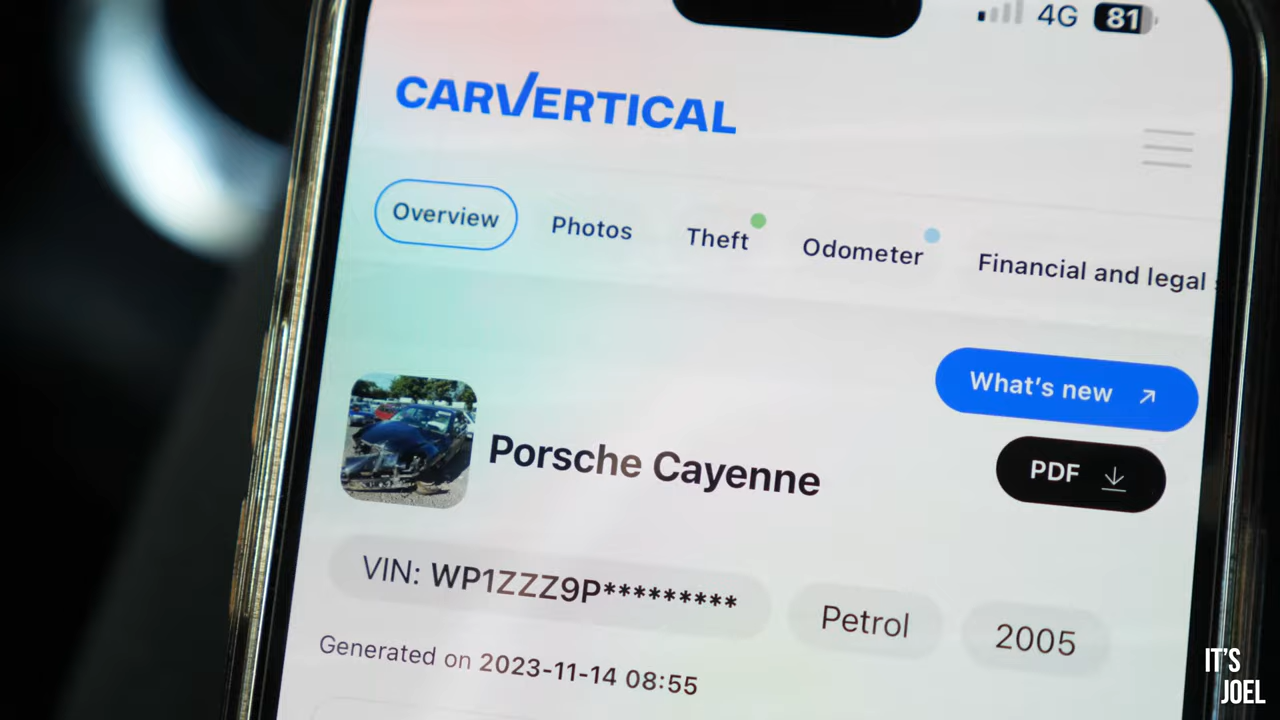 4G 81
CARVERTICAL
Overview Photos Theft Odometer Financial and legal
What's new
Porsche Cayenne
PDF
VIN: WP1ZZZ9P********* Petrol 2005
Generated on 2023-11-14 08:55
IT'S
JOEL